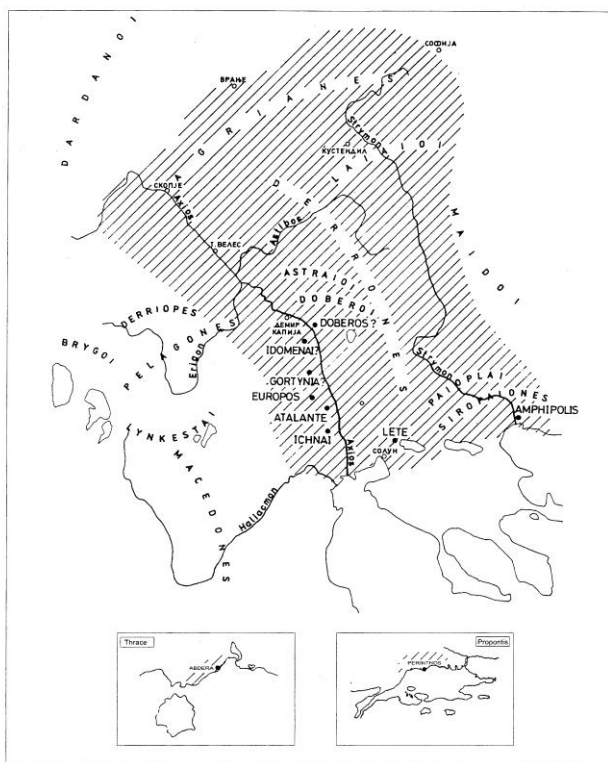 СОФИЈА
DARDANOI
ВРАЊЕ
AGRIANES
Strymon
КУСТЕНДИЛ
LAIAIOI
СКОПЈЕ
Axios
DERRONES
MAIDOI
Т.ВЕЛЕС
Astibos
ASTRAIOI
DOBEROI
DERRIOPES
ДЕМИР
КАПИЈА
DOBEROS?
BRYGOI
PELAGONES
Erigon
IDOMENAI?
GORTYNIA?
EUROPOS
Strymon
PAIOPLAI
SIROPAIONES
ATALANTE
AMPHIPOLIS
LYNKESTAI
ICHNAI
LETE
Axios
СОЛУН
MACEDONES
Haliacmon
Thrace
ABDERA
Propontis
PERINTHOS